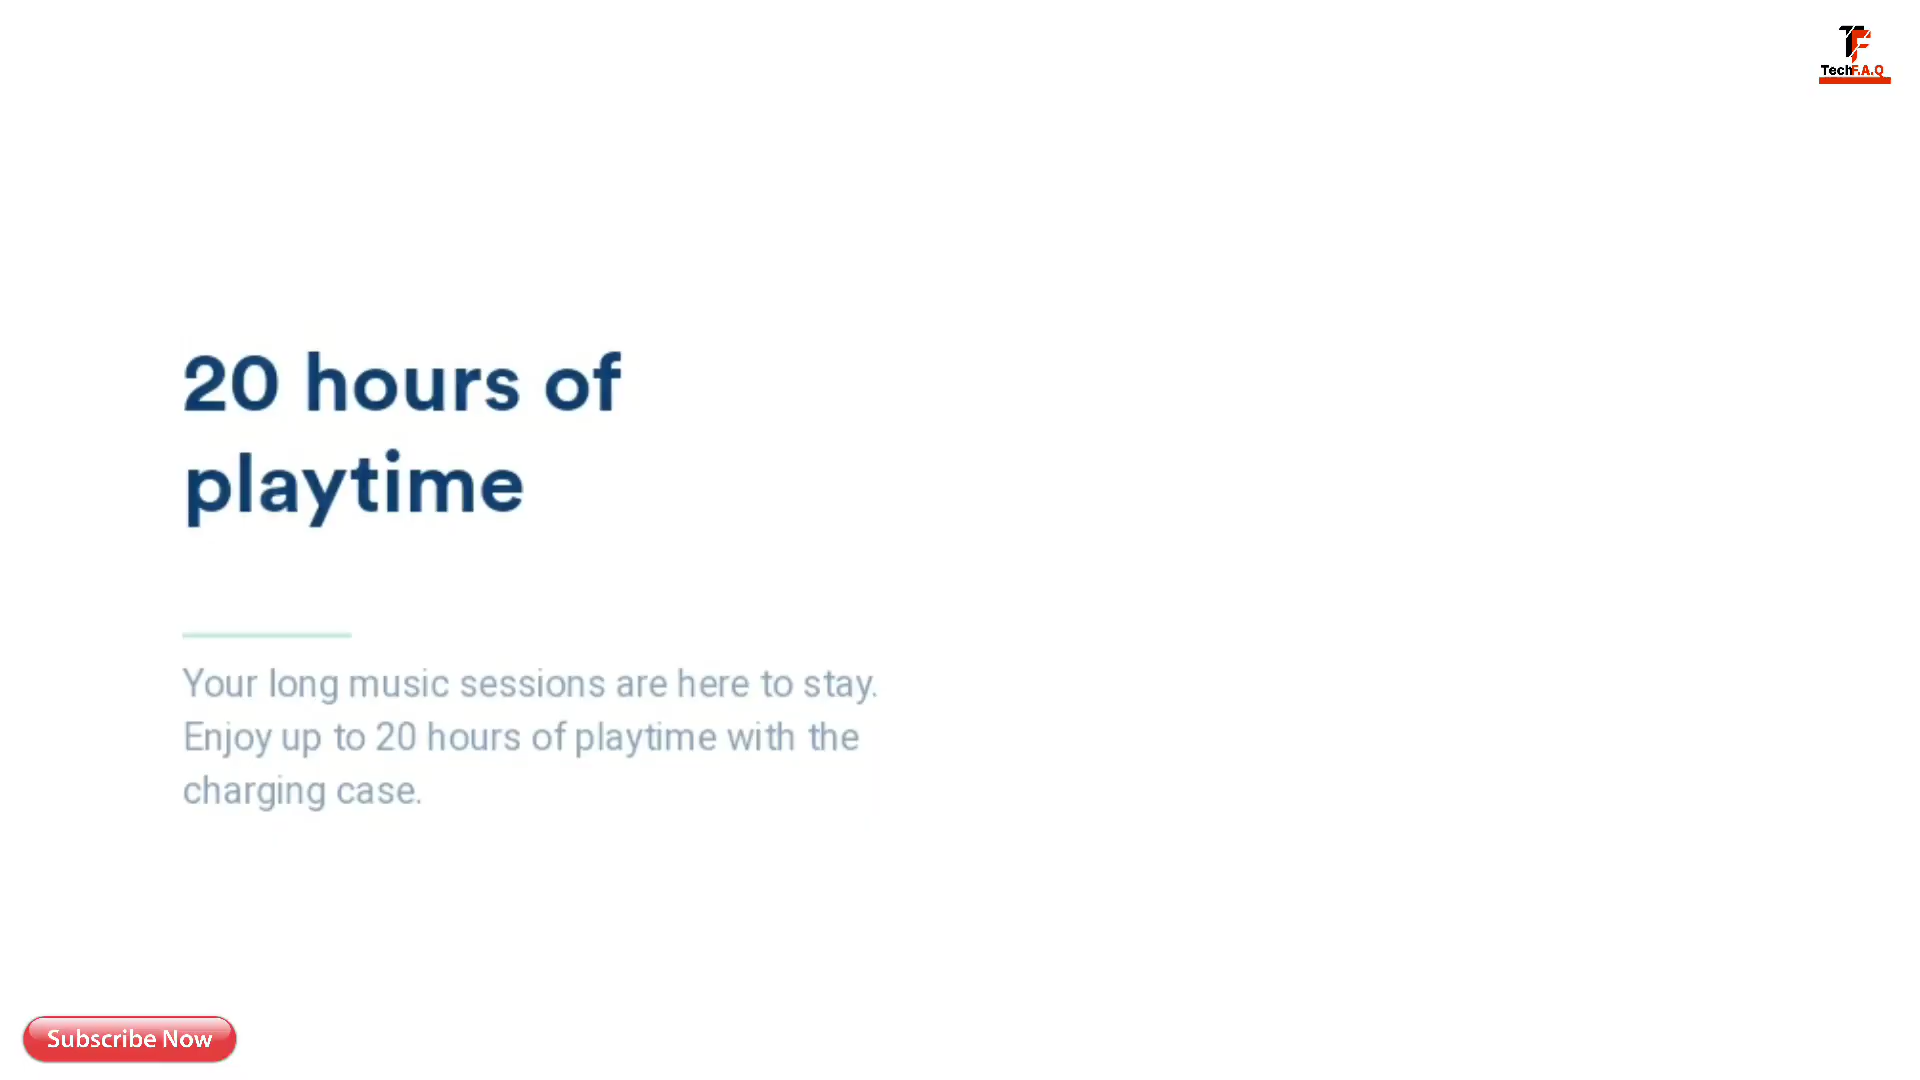 TF
TechF.A.Q
20 hours of
playtime
Your long music sessions are here to stay.
Enjoy up to 20 hours of playtime with the
charging case.
Subscribe Now